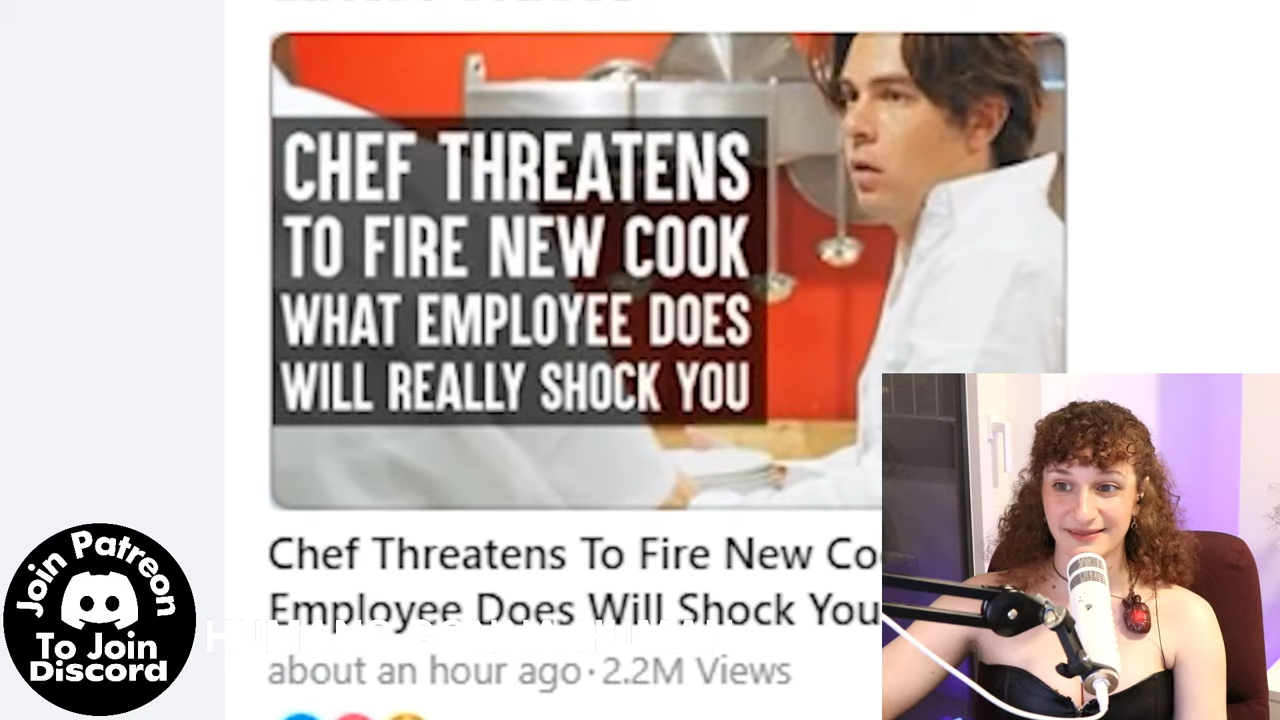 CHEF THREATENS
TO FIRE NEW COOK
WHAT EMPLOYEE DOES
WILL REALLY SHOCK YOU
Chef Threatens To Fire New
Employee Does Will Shock You
about an hour ago · 2.2M Views
Join Patreon
To Join
Discord